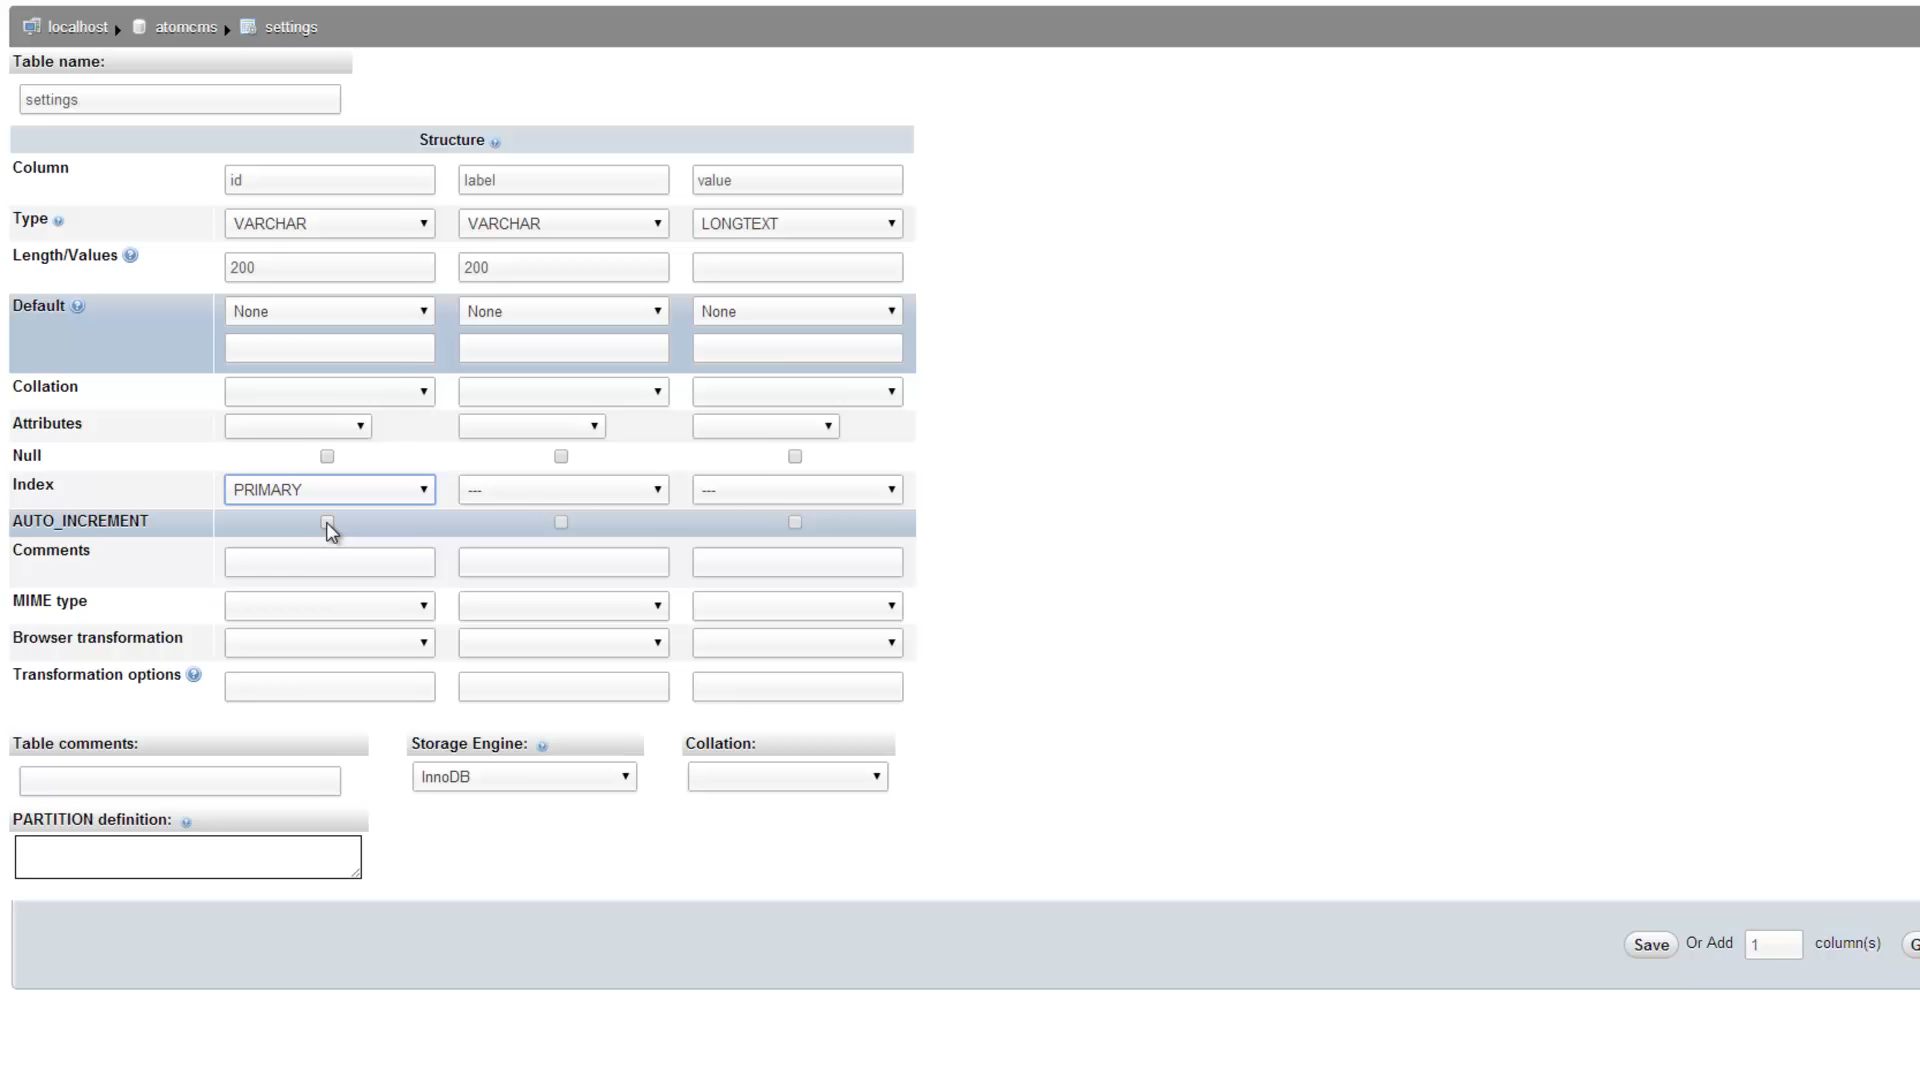 localhost atomcms settings
Table name:
settings
Structure
Column id label value
Type VARCHAR VARCHAR LONGTEXT
Length/Values 200 200
Default None None None
Collation
Attributes
Null
Index PRIMARY --- ---
AUTO_INCREMENT
Comments
MIME type
Browser transformation
Transformation options
Table comments: Storage Engine: Collation:
InnoDB
PARTITION definition:
Save Or Add 1 column(s) G